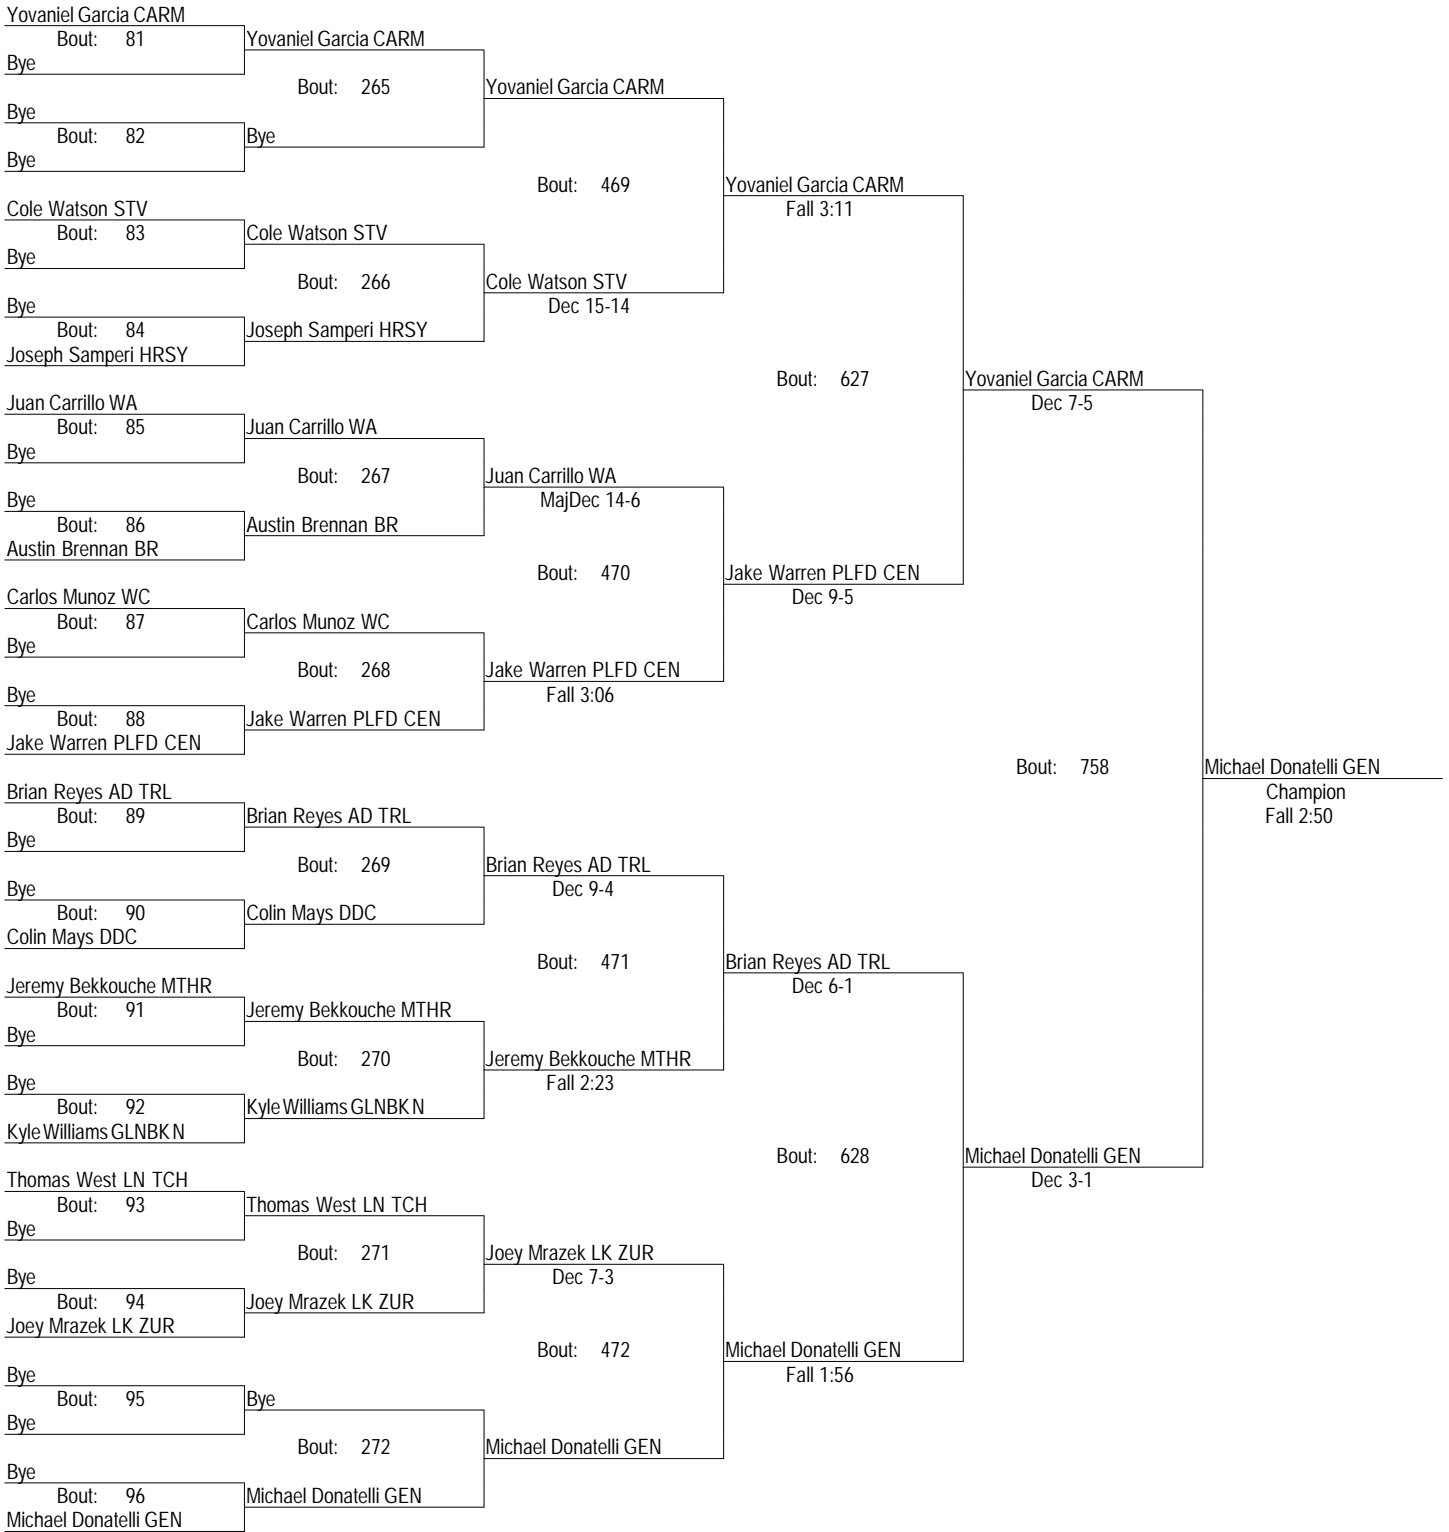 Yovaniel Garcia CARM
Bout: 81
Bye
Bye
Bout: 82
Bye
Cole Watson STV
Bout: 83
Bye
Bye
Bout: 84
Joseph Samperi HRSY
Juan Carrillo WA
Bout: 85
Bye
Bye
Bout: 86
Austin Brennan BR
Carlos Munoz WC
Bout: 87
Bye
Bye
Bout: 88
Jake Warren PLFD CEN
Brian Reyes AD TRL
Bout: 89
Bye
Bye
Bout: 90
Colin Mays DDC
Jeremy Bekkouche MTHR
Bout: 91
Bye
Bye
Bout: 92
Kyle Williams GLNBK N
Thomas West LN TCH
Bout: 93
Bye
Bye
Bout: 94
Joey Mrazek LK ZUR
Bye
Bout: 95
Bye
Bye
Bout: 96
Michael Donatelli GEN
Yovaniel Garcia CARM
Bout: 265
Bye
Cole Watson STV
Bout: 266
Joseph Samperi HRSY
Juan Carrillo WA
Bout: 267
Austin Brennan BR
Carlos Munoz WC
Bout: 268
Jake Warren PLFD CEN
Brian Reyes AD TRL
Bout: 269
Colin Mays DDC
Jeremy Bekkouche MTHR
Bout: 270
Kyle Williams GLNBK N
Thomas West LN TCH
Bout: 271
Joey Mrazek LK ZUR
Bye
Bout: 272
Michael Donatelli GEN
Yovaniel Garcia CARM
Bout: 469
Cole Watson STV
Dec 15-14
Juan Carrillo WA
MajDec 14-6
Bout: 470
Jake Warren PLFD CEN
Fall 3:06
Brian Reyes AD TRL
Dec 9-4
Bout: 471
Jeremy Bekkouche MTHR
Fall 2:23
Joey Mrazek LK ZUR
Dec 7-3
Bout: 472
Michael Donatelli GEN
Yovaniel Garcia CARM
Fall 3:11
Bout: 627
Jake Warren PLFD CEN
Dec 9-5
Brian Reyes AD TRL
Dec 6-1
Bout: 628
Michael Donatelli GEN
Fall 1:56
Yovaniel Garcia CARM
Dec 7-5
Bout: 758
Michael Donatelli GEN
Dec 3-1
Michael Donatelli GEN
Champion
Fall 2:50